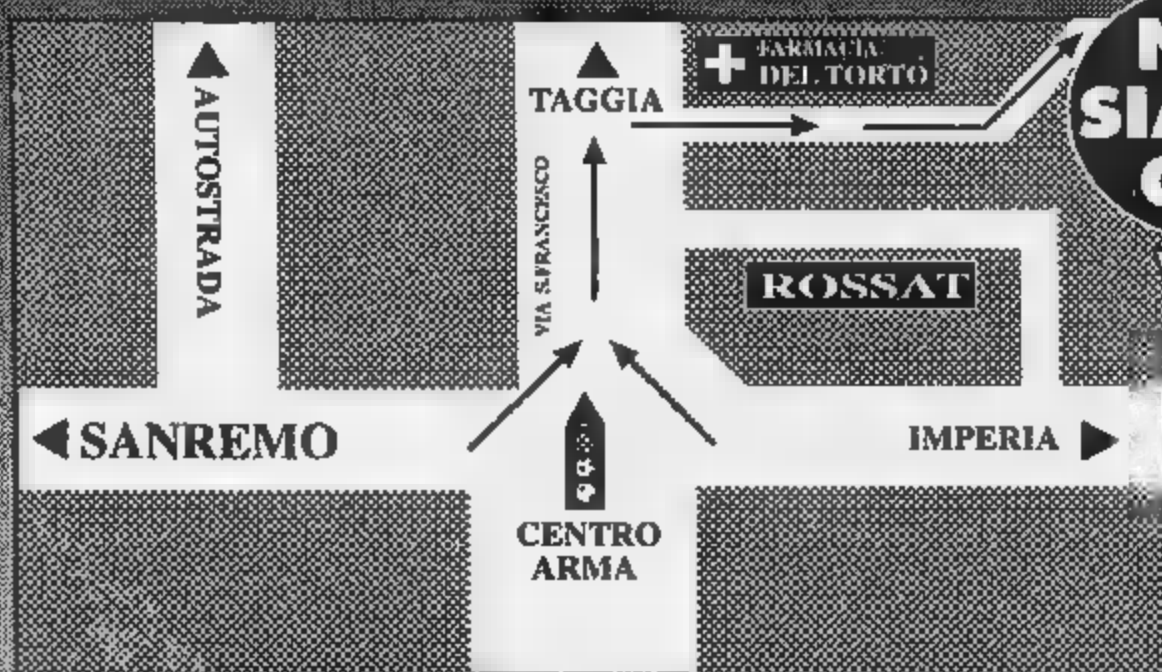 FARMACIA
DEL TORTO
TAGGIA
AUTOSTRADA
VIA S.FRANCESCO
ROSSAT
SANREMO
IMPERIA
CENTRO
ARMA